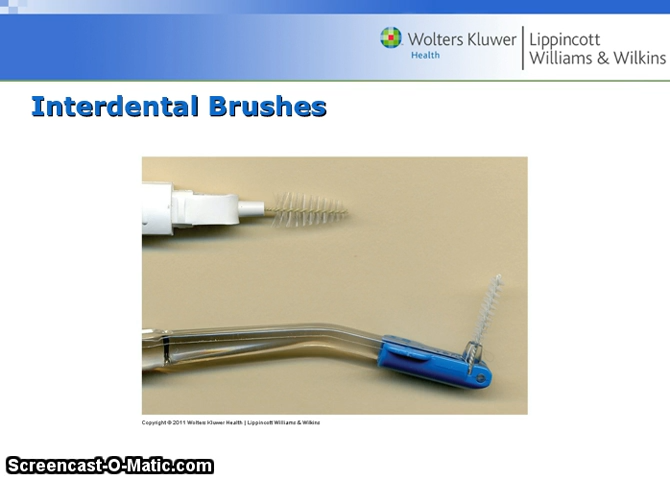 Wolters Kluwer
Health
Lippincott
Williams & Wilkins
Interdental Brushes
Copyright © 2011 Wolters Kluwer Health | Lippincott Williams & Wilkins
Screencast-O-Matic.com